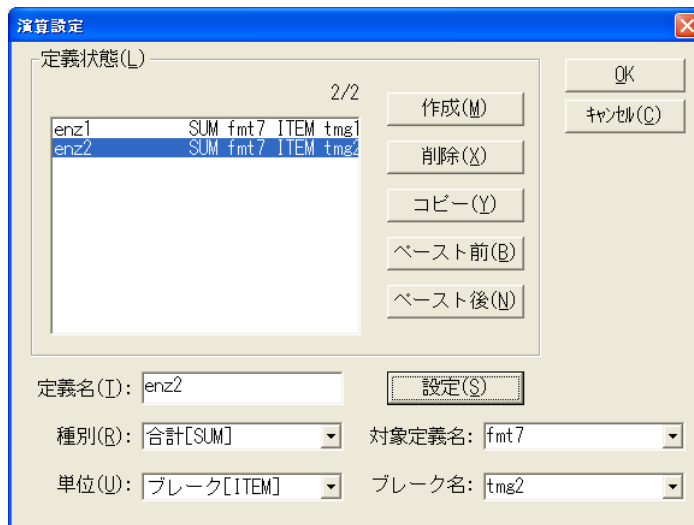 演算設定
定義状態(L)
2/2
enz1 SUM fmt7 ITEM tmg1
enz2 SUM fmt7 ITEM tmg2
作成(M)
削除(X)
コピー(Y)
ペースト前(B)
ペースト後(N)
OK
ｷｬﾝｾﾙ(C)
定義名(T): enz2
設定(S)
種別(R): 合計[SUM]
対象定義名: fmt7
単位(U): ブレーク[ITEM]
ブレーク名: tmg2